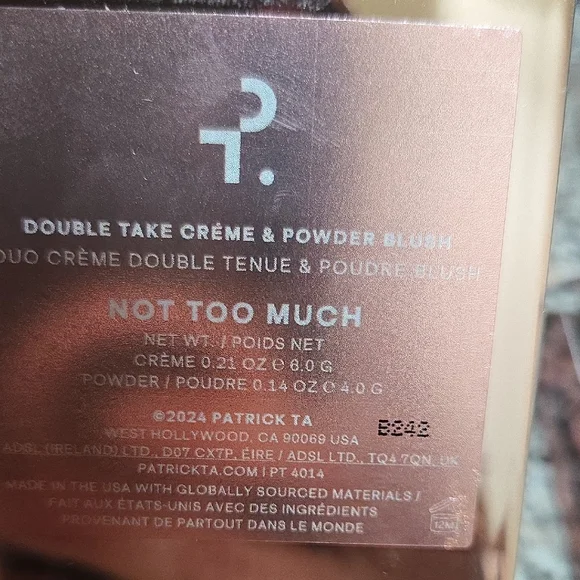 DOUBLE TAKE CRÈME & POWDER BLUSH
DUO CRÈME DOUBLE TENUE & POUDRE BLUSH
NOT TOO MUCH
NET WT. / POIDS NET
CRÈME 0.21 OZ ℮ 6.0 G
POWDER / POUDRE 0.14 OZ ℮ 4.0 G
©2024 PATRICK TA
B242
WEST HOLLYWOOD, CA 90069 USA
ADSL (IRELAND) LTD., D07 CX7P, ÉIRE / ADSL LTD., TQ4 7QN, UK
PATRICKTA.COM | PT 4014
MADE IN THE USA WITH GLOBALLY SOURCED MATERIALS /
FAIT AUX ÉTATS-UNIS AVEC DES INGRÉDIENTS
PROVENANT DE PARTOUT DANS LE MONDE
12M